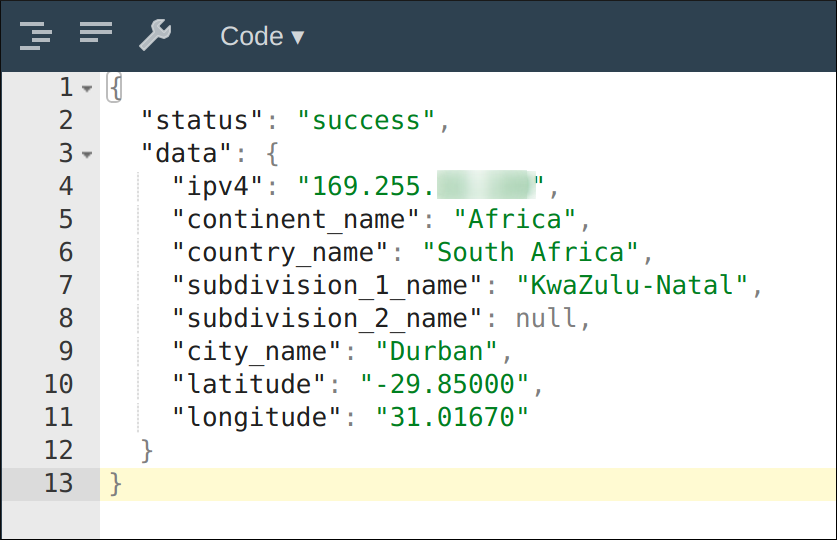 Code ▾
1 {
2 "status": "success",
3 "data": {
4 "ipv4": "169.255. ",
5 "continent_name": "Africa",
6 "country_name": "South Africa",
7 "subdivision_1_name": "KwaZulu-Natal",
8 "subdivision_2_name": null,
9 "city_name": "Durban",
10 "latitude": "-29.85000",
11 "longitude": "31.01670"
12 }
13 }